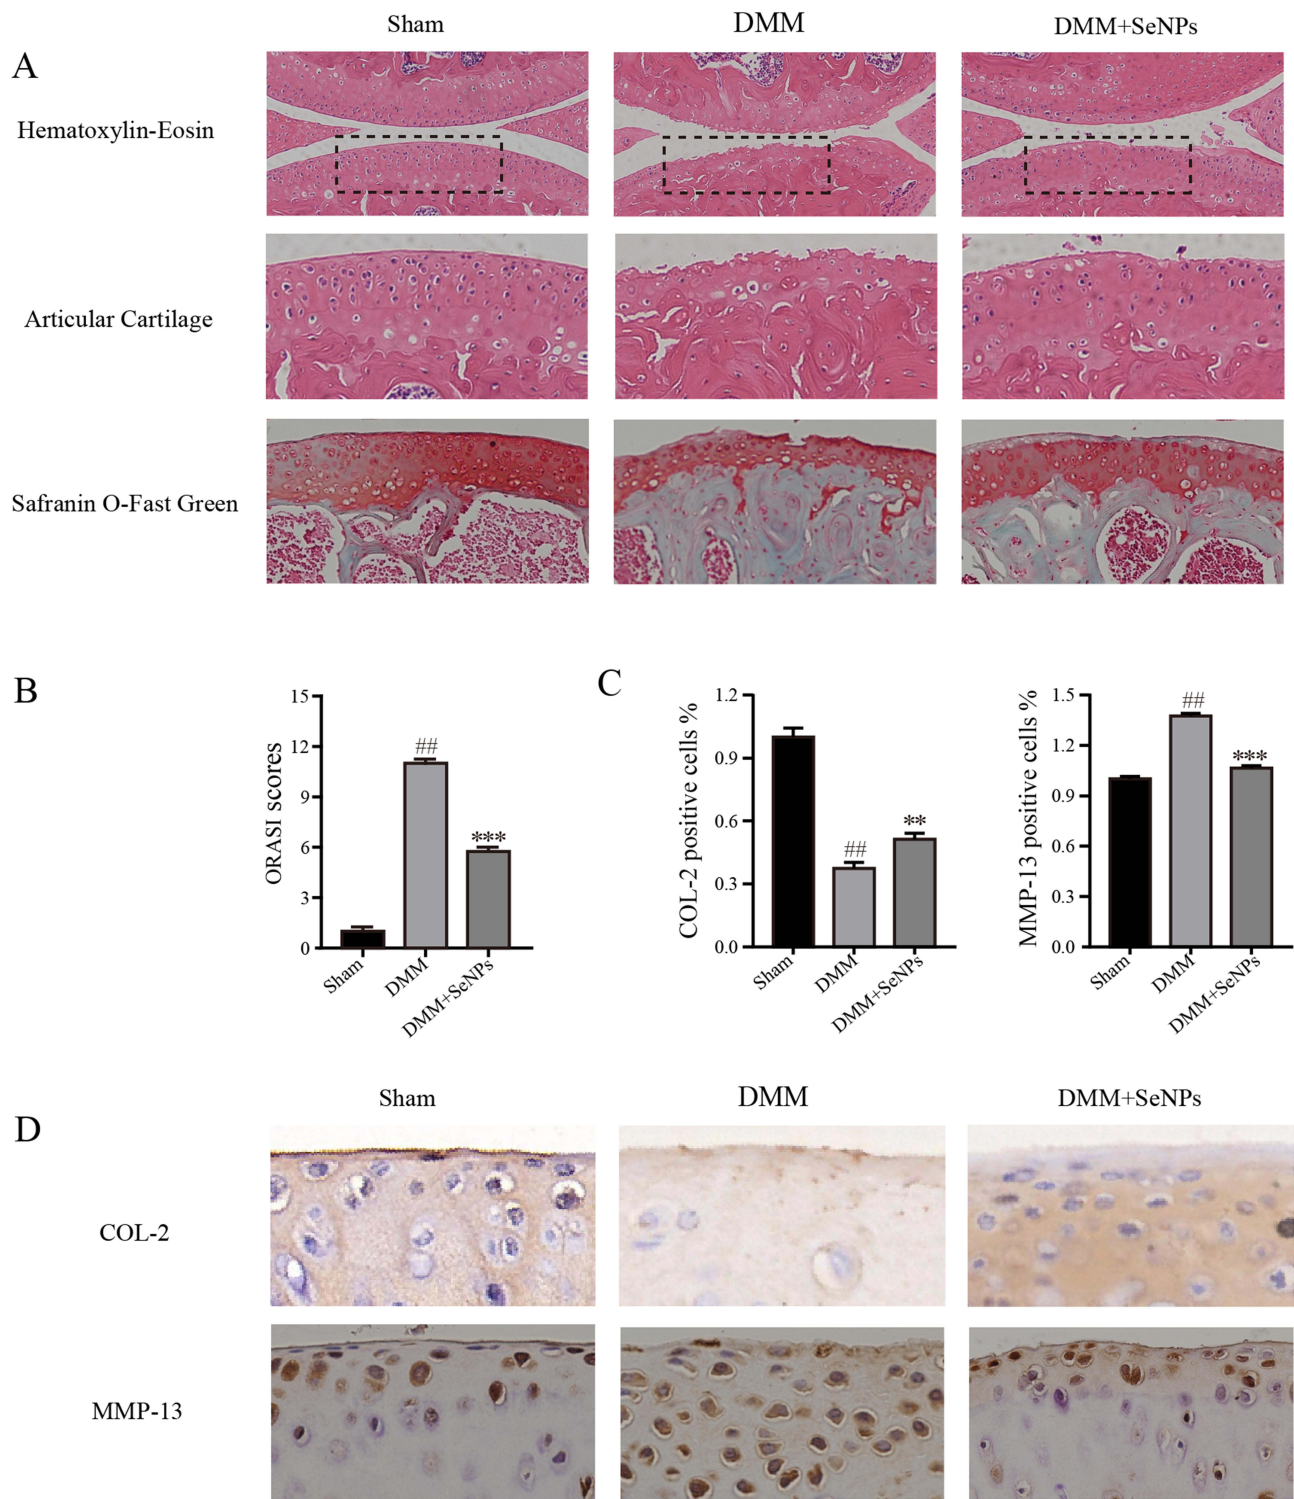 Sham DMM DMM+SeNPs
A
Hematoxylin-Eosin
Articular Cartilage
Safranin O-Fast Green
B
ORASI scores
15
12
9
6
3
0
##
***
Sham
DMM
DMM+SeNPs
C
COL-2 positive cells %
1.2
0.9
0.6
0.3
0.0
##
**
Sham
DMM
DMM+SeNPs
MMP-13 positive cells %
1.5
1.2
0.9
0.6
0.3
0.0
##
***
Sham
DMM
DMM+SeNPs
Sham DMM DMM+SeNPs
D
COL-2
MMP-13